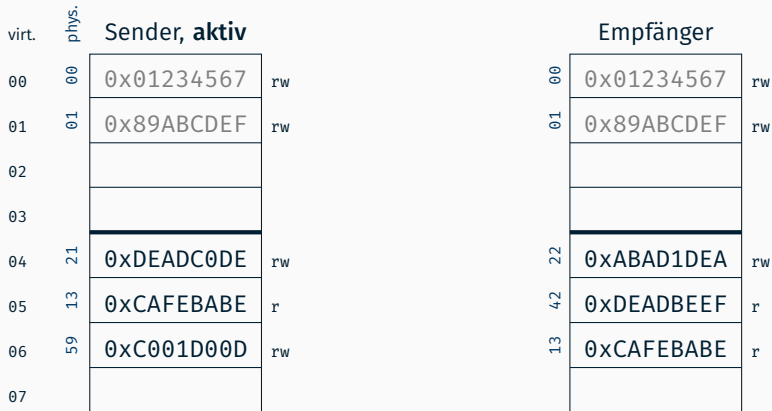 virt. phys. Sender, aktiv Empfänger
00 00 0x01234567 rw 00 0x01234567 rw
01 01 0x89ABCDEF rw 01 0x89ABCDEF rw
02
03
04 21 0xDEADC0DE rw 22 0xABAD1DEA rw
05 13 0xCAFEBABE r 42 0xDEADBEEF r
06 59 0xC001D00D rw 13 0xCAFEBABE r
07